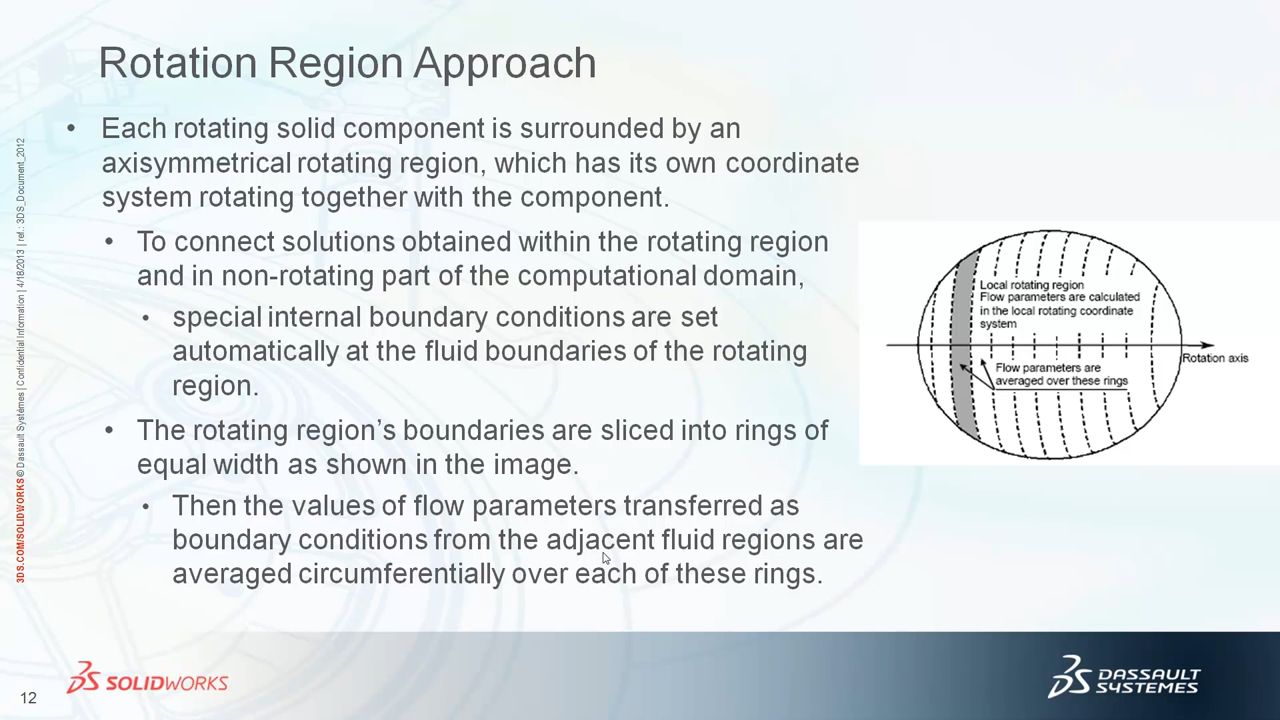 Rotation Region Approach
• Each rotating solid component is surrounded by an
axisymmetrical rotating region, which has its own coordinate
system rotating together with the component.
• To connect solutions obtained within the rotating region
and in non-rotating part of the computational domain,
• special internal boundary conditions are set
automatically at the fluid boundaries of the rotating
region.
• The rotating region’s boundaries are sliced into rings of
equal width as shown in the image.
• Then the values of flow parameters transferred as
boundary conditions from the adjacent fluid regions are
averaged circumferentially over each of these rings.
Local rotating region
Flow parameters are calculated
in the local rotating coordinate
system
Rotation axis
Flow parameters are
averaged over these rings
3DS.COM/SOLIDWORKS © Dassault Systèmes | Confidential Information | 4/18/2013 | ref.: 3DS_Document_2012
12
SOLIDWORKS
DASSAULT
SYSTEMES